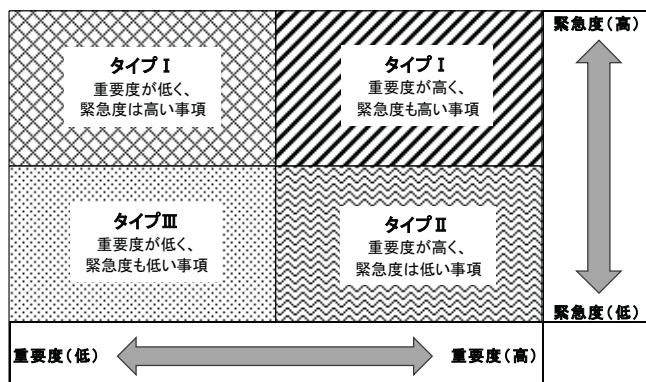 緊急度(高)
タイプⅠ
重要度が低く、
緊急度は高い事項
タイプⅠ
重要度が高く、
緊急度も高い事項
タイプⅢ
重要度が低く、
緊急度も低い事項
タイプⅡ
重要度が高く、
緊急度は低い事項
緊急度(低)
重要度(低)
重要度(高)